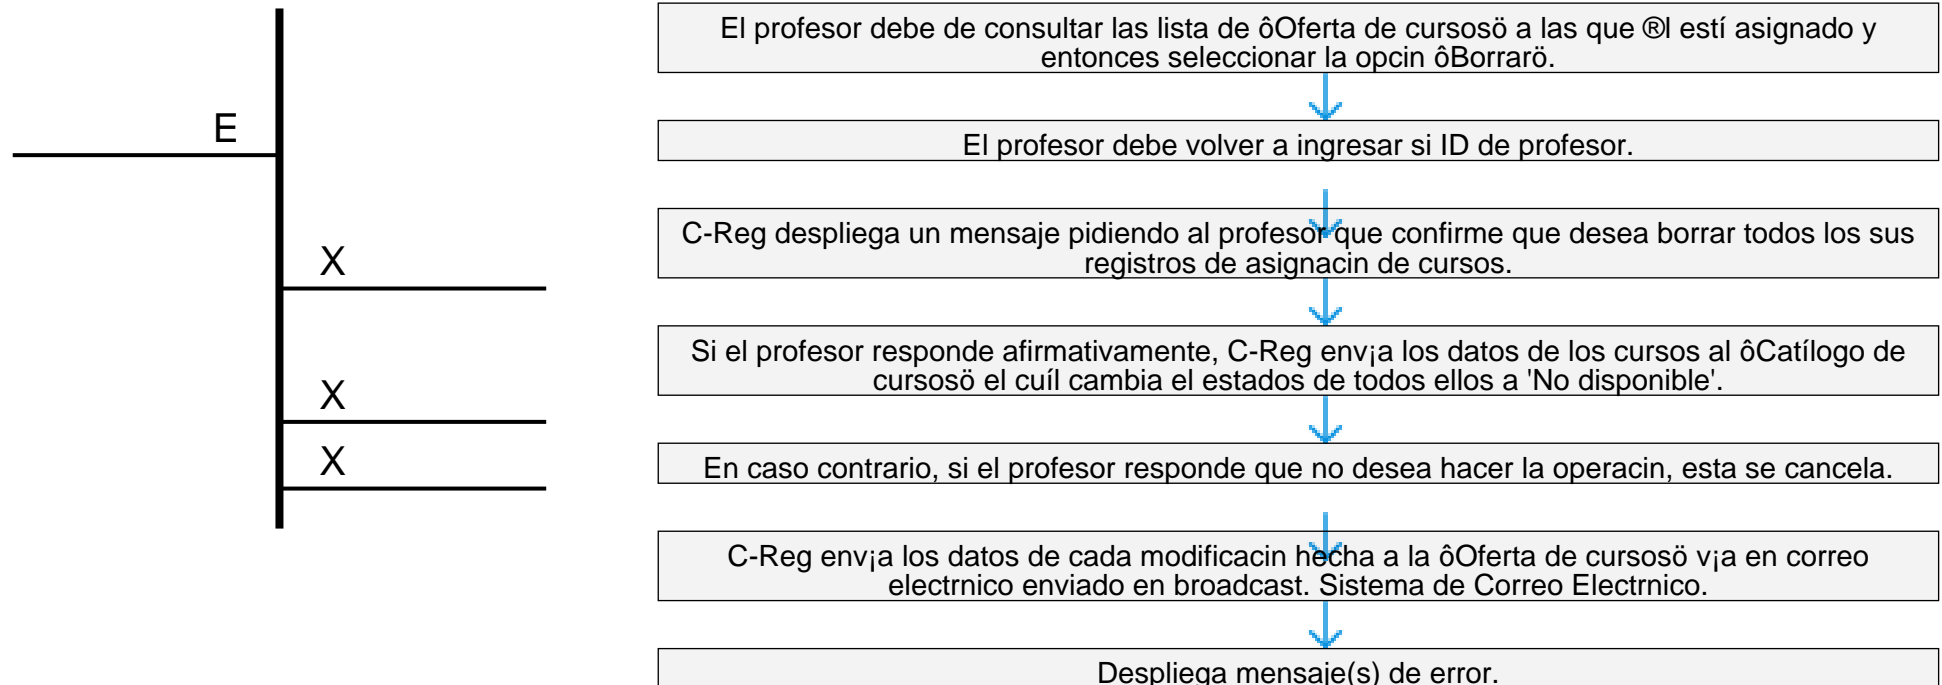 E
X
X
X
El profesor debe de consultar las lista de ôOferta de cursosö a las que ®l estí asignado y
entonces seleccionar la opcin ôBorrarö.
El profesor debe volver a ingresar si ID de profesor.
C-Reg despliega un mensaje pidiendo al profesor que confirme que desea borrar todos los sus
registros de asignacin de cursos.
Si el profesor responde afirmativamente, C-Reg env¡a los datos de los cursos al ôCatílogo de
cursosö el cuíl cambia el estados de todos ellos a 'No disponible'.
En caso contrario, si el profesor responde que no desea hacer la operacin, esta se cancela.
C-Reg env¡a los datos de cada modificacin hecha a la ôOferta de cursosö v¡a en correo
electrnico enviado en broadcast. Sistema de Correo Electrnico.
Despliega mensaje(s) de error.